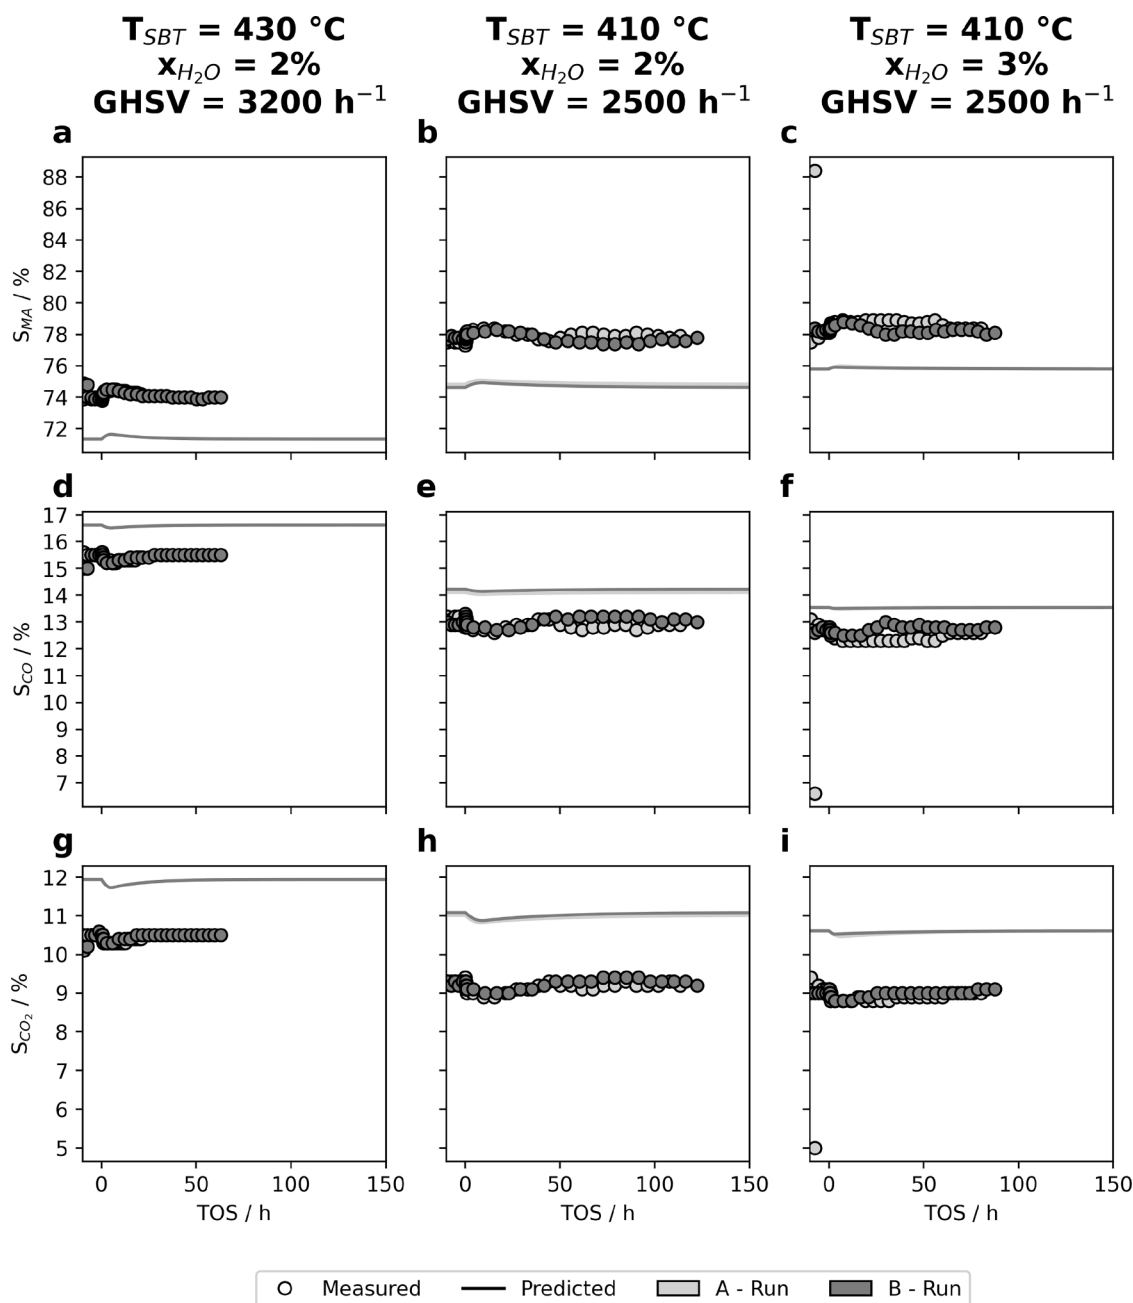 T_SBT = 430 °C
x_H₂O = 2%
GHSV = 3200 h⁻¹
T_SBT = 410 °C
x_H₂O = 2%
GHSV = 2500 h⁻¹
T_SBT = 410 °C
x_H₂O = 3%
GHSV = 2500 h⁻¹
a
b
c
S_MA / %
88
86
84
82
80
78
76
74
72
d
e
f
S_CO / %
17
16
15
14
13
12
11
10
9
8
7
g
h
i
S_CO₂ / %
12
11
10
9
8
7
6
5
0 50 100 150
0 50 100 150
0 50 100 150
TOS / h
TOS / h
TOS / h
Measured Predicted A - Run B - Run